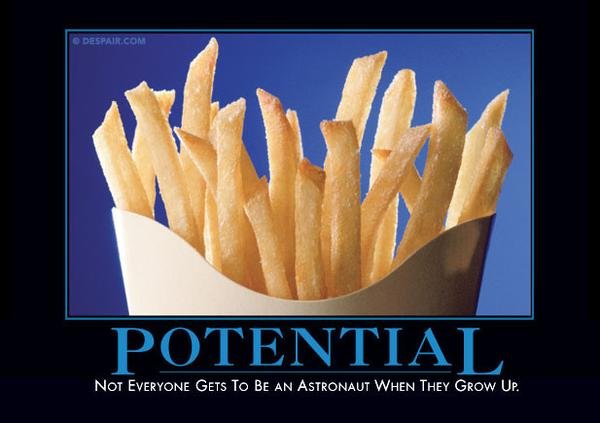 © DESPAIR.COM
POTENTIAL
NOT EVERYONE GETS TO BE AN ASTRONAUT WHEN THEY GROW UP.